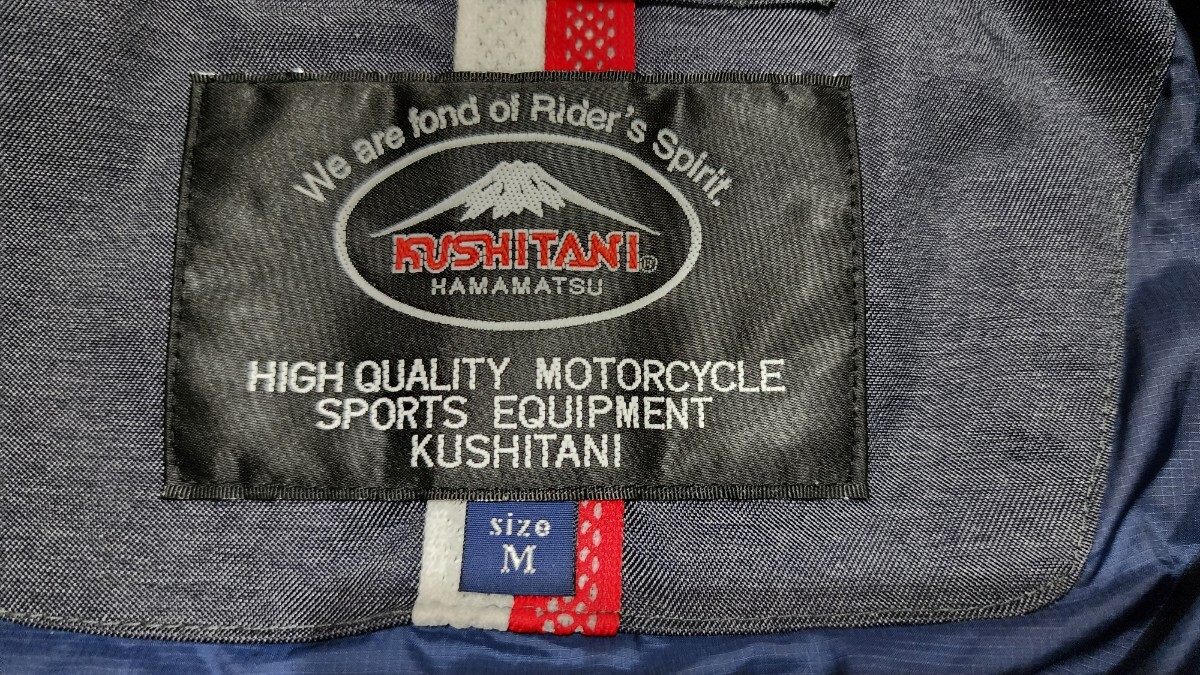 We are fond of Rider's Spirit.
KUSHITANI®
HAMAMATSU
HIGH QUALITY MOTORCYCLE
SPORTS EQUIPMENT
KUSHITANI
size
M